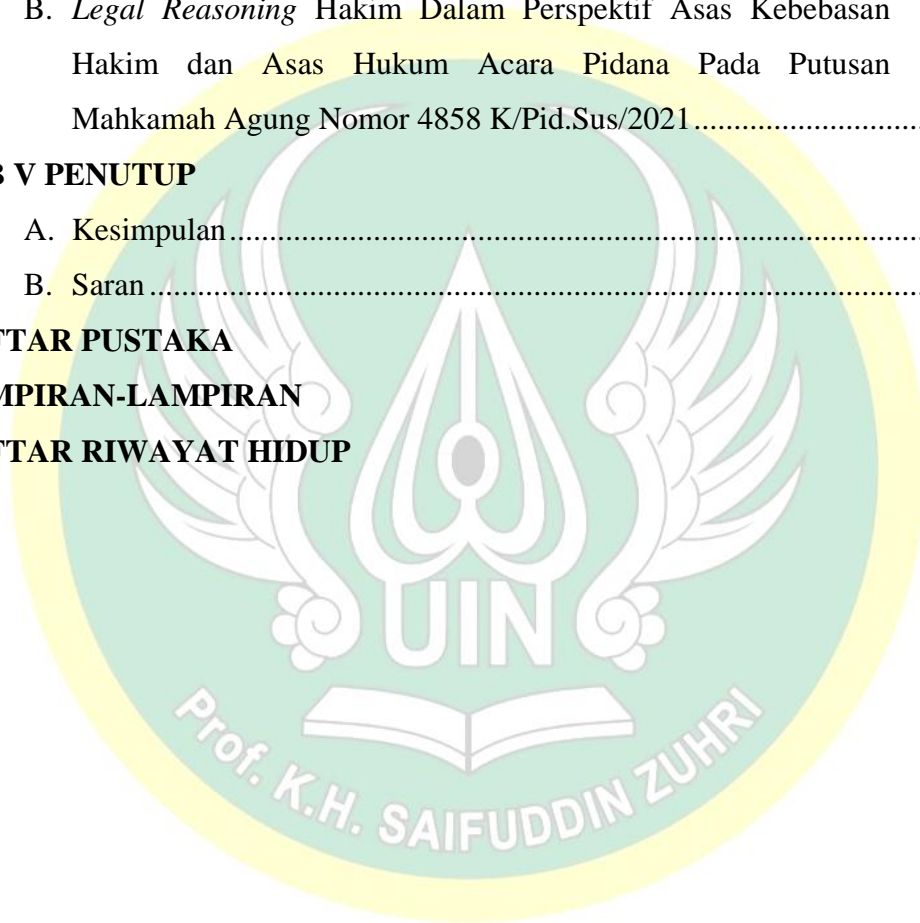 B. Legal Reasoning Hakim Dalam Perspektif Asas Kebebasan
Hakim dan Asas Hukum Acara Pidana Pada Putusan
Mahkamah Agung Nomor 4858 K/Pid.Sus/2021..........................
V PENUTUP
A. Kesimpulan..........................................................................................
B. Saran....................................................................................................
TAR PUSTAKA
MPIRAN-LAMPIRAN
TAR RIWAYAT HIDUP
UIN
Prof. K.H. SAIFUDDIN ZUHRI